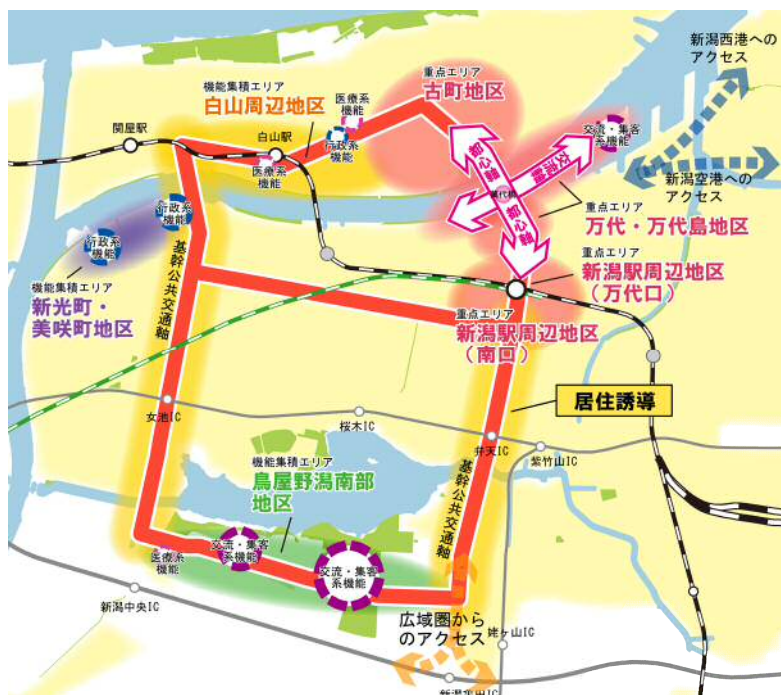 新潟西港への
アクセス
重点エリア
古町地区
機能集積エリア
白山周辺地区
医療系
機能
関屋駅
白山駅
行政系
機能
医療系
機能
交流・集客
系機能
都心軸
交流軸
萬代橋
都心軸
新潟空港への
アクセス
重点エリア
万代・万代島地区
行政系
機能
行政系
機能
機能集積エリア
新光町・
美咲町地区
基幹公共交通軸
重点エリア
新潟駅周辺地区
（万代口）
重点エリア
新潟駅周辺地区
（南口）
居住誘導
女池IC
桜木IC
弁天IC
紫竹山IC
機能集積エリア
鳥屋野潟南部
地区
基幹公共交通軸
医療系
機能
交流・集客
系機能
交流・集客
系機能
新潟中央IC
広域圏から
のアクセス
姥ヶ山IC
新潟亀田IC